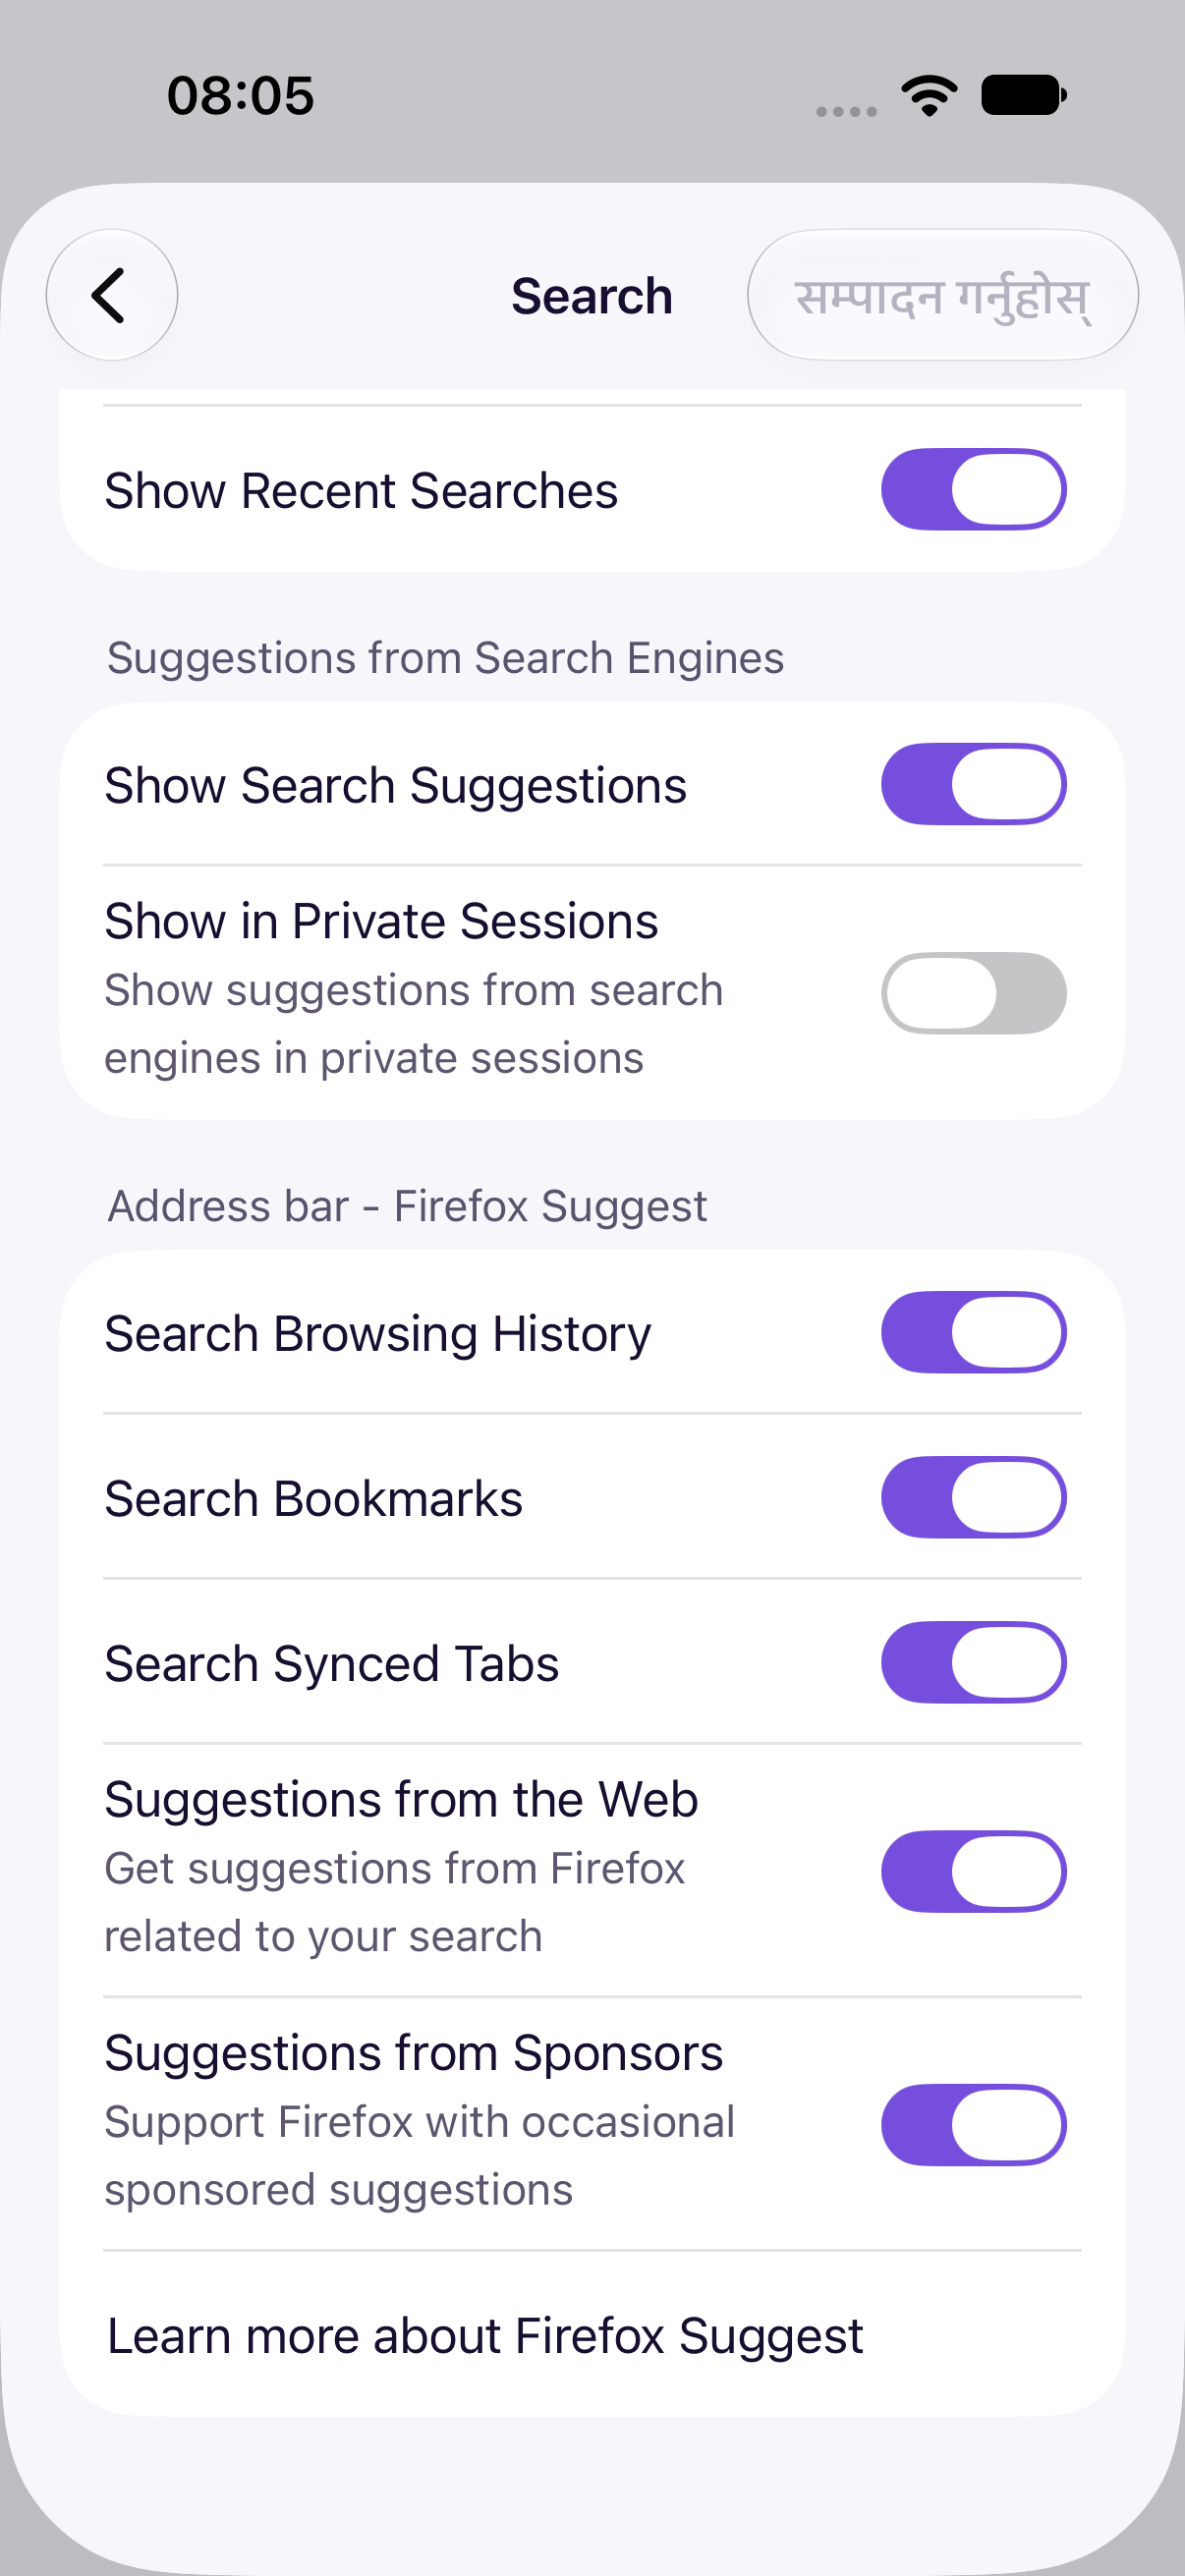 08:05
Search
सम्पादन गर्नुहोस्
Show Recent Searches
Suggestions from Search Engines
Show Search Suggestions
Show in Private Sessions
Show suggestions from search
engines in private sessions
Address bar - Firefox Suggest
Search Browsing History
Search Bookmarks
Search Synced Tabs
Suggestions from the Web
Get suggestions from Firefox
related to your search
Suggestions from Sponsors
Support Firefox with occasional
sponsored suggestions
Learn more about Firefox Suggest